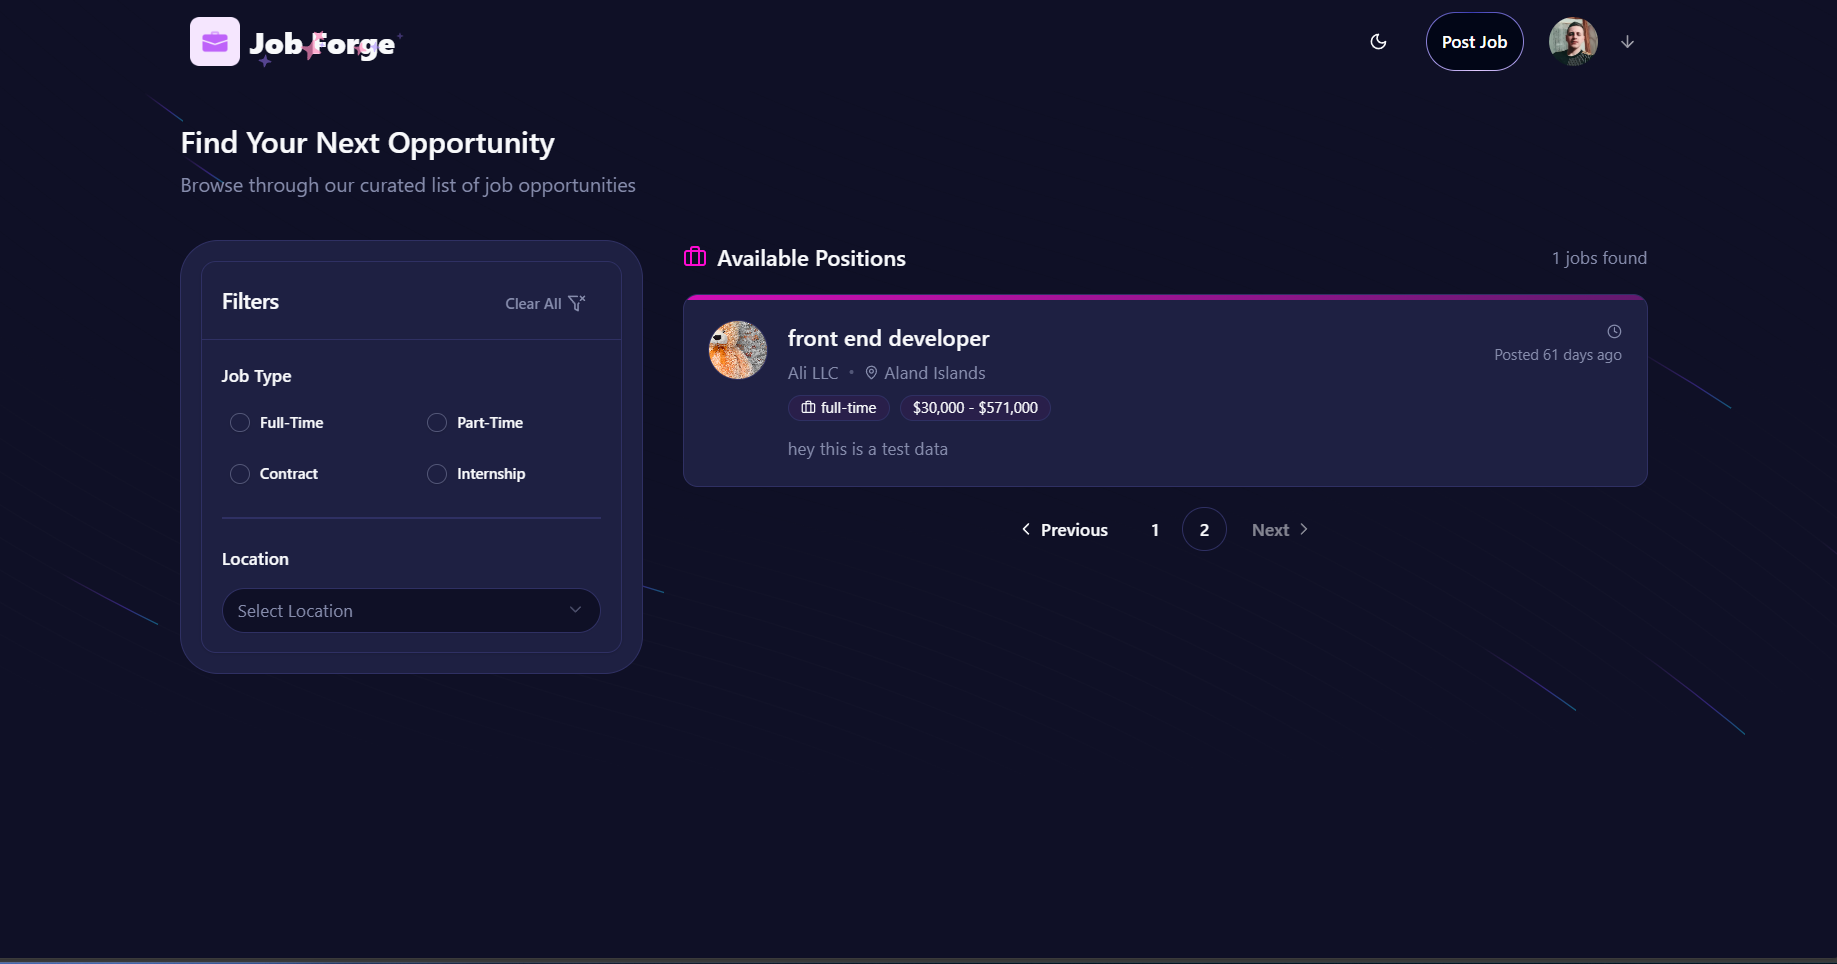 Job Forge
Post Job
Find Your Next Opportunity
Browse through our curated list of job opportunities
Filters
Clear All
Job Type
Full-Time
Part-Time
Contract
Internship
Location
Select Location
Available Positions
1 jobs found
front end developer
Posted 61 days ago
Ali LLC • Aland Islands
full-time
$30,000 - $571,000
hey this is a test data
Previous 1 2 Next